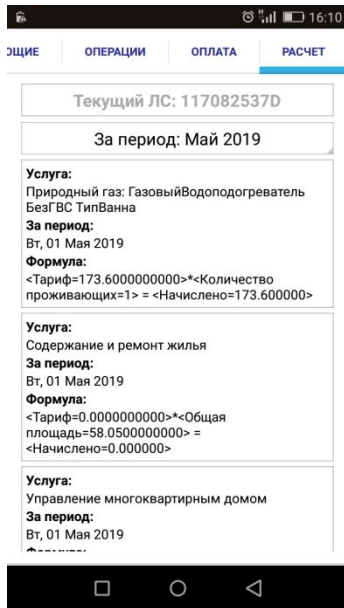 16:10
ОЩИЕ ОПЕРАЦИИ ОПЛАТА РАСЧЕТ
Текущий ЛС: 117082537D
За период: Май 2019
Услуга:
Природный газ: ГазовыйВодоподогреватель
БезГВС ТипВанна
За период:
Вт, 01 Мая 2019
Формула:
<Тариф=173.6000000000>*<Количество
проживающих=1> = <Начислено=173.600000>
Услуга:
Содержание и ремонт жилья
За период:
Вт, 01 Мая 2019
Формула:
<Тариф=0.0000000000>*<Общая
площадь=58.0500000000> =
<Начислено=0.000000>
Услуга:
Управление многоквартирным домом
За период:
Вт, 01 Мая 2019